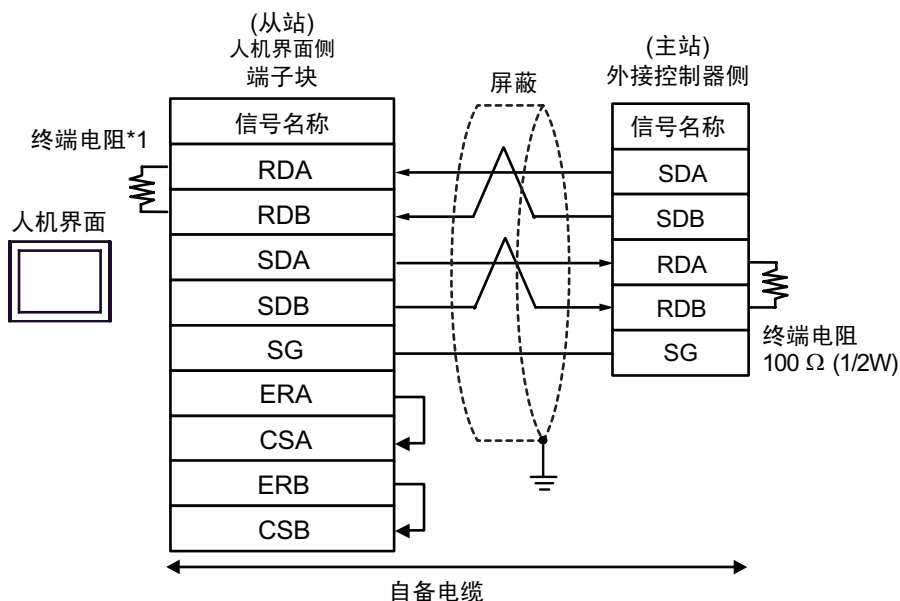 (从站)
人机界面侧
端子块
(主站)
外接控制器侧
屏蔽
终端电阻*1
人机界面
信号名称
RDA
RDB
SDA
SDB
SG
ERA
CSA
ERB
CSB
信号名称
SDA
SDB
RDA
RDB
SG
终端电阻
100 Ω (1/2W)
自备电缆